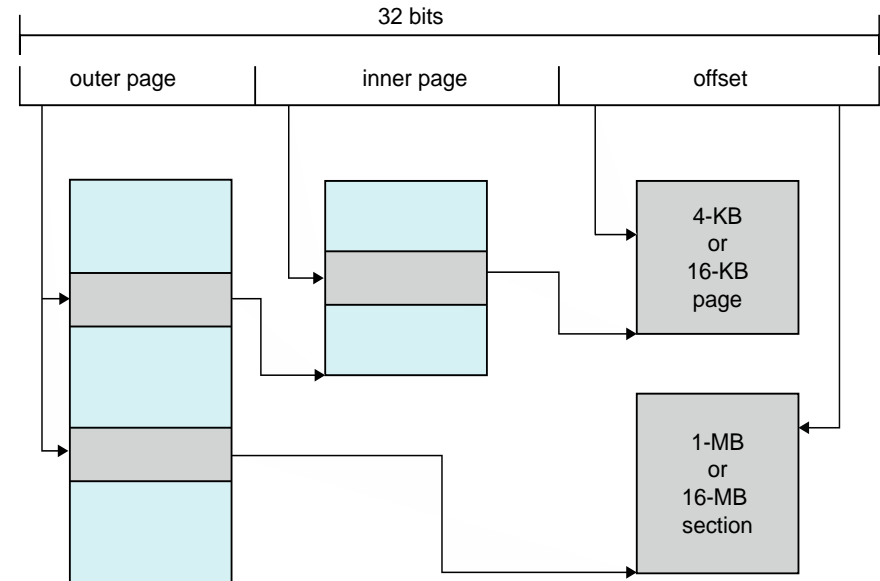 32 bits
outer page
inner page
offset
4-KB
or
16-KB
page
1-MB
or
16-MB
section